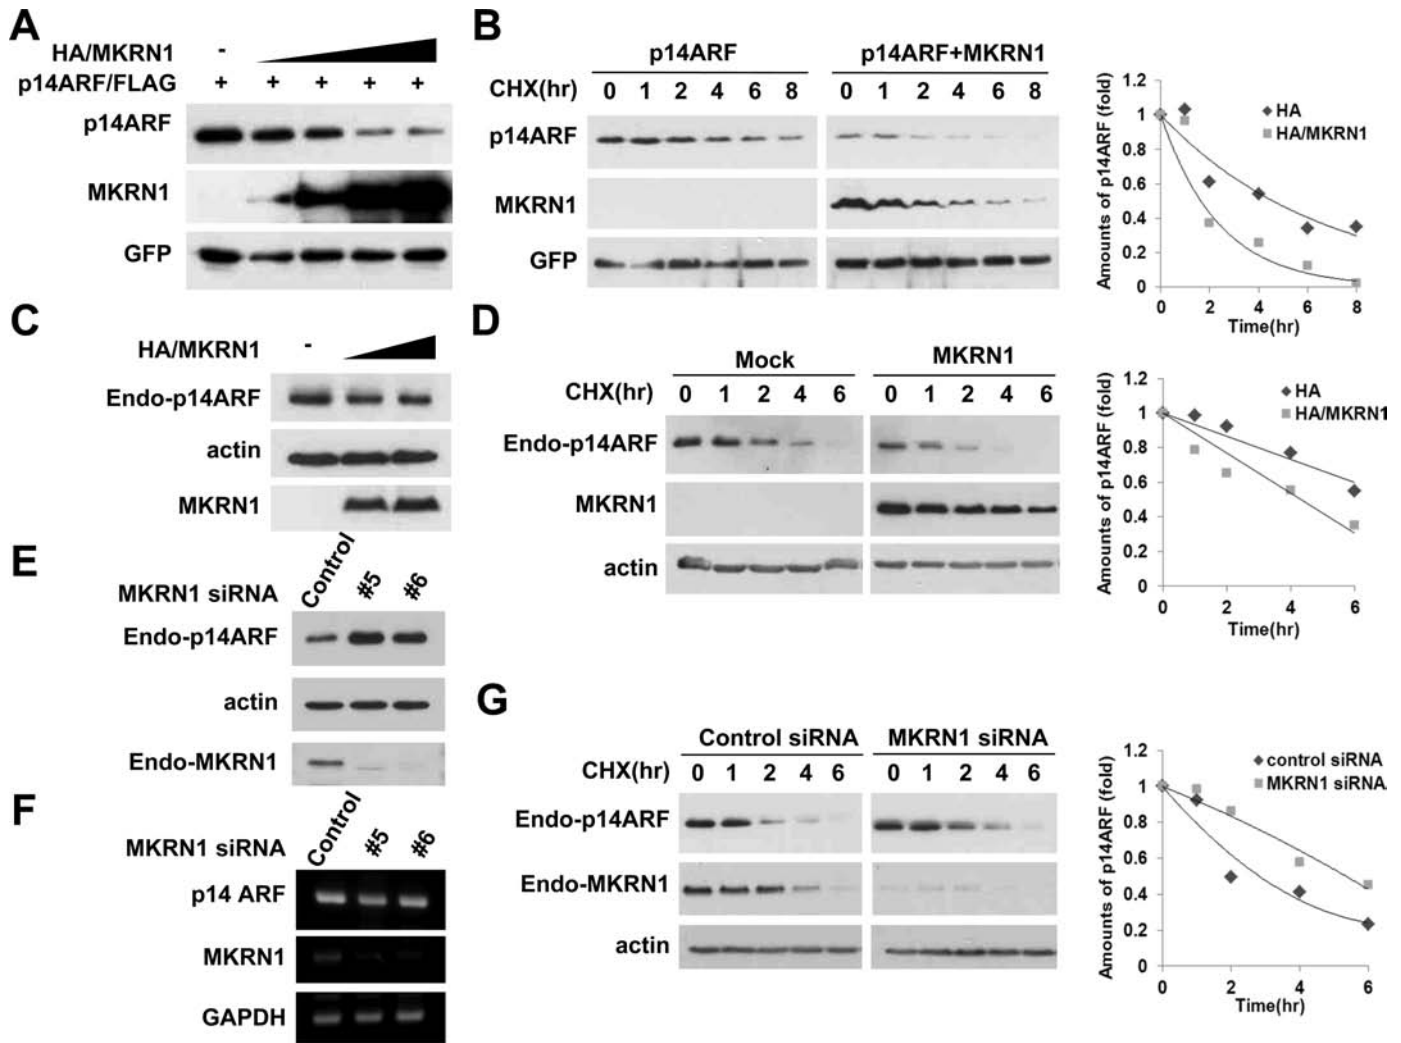 A
HA/MKRN1 -
p14ARF/FLAG + + + + +
p14ARF
MKRN1
GFP
B
p14ARF p14ARF+MKRN1
CHX(hr) 0 1 2 4 6 8 0 1 2 4 6 8
p14ARF
MKRN1
GFP
Amounts of p14ARF (fold)
1.2
1
0.8
0.6
0.4
0.2
0
0 2 4 6 8
Time(hr)
HA
HA/MKRN1
C
HA/MKRN1 -
Endo-p14ARF
actin
MKRN1
D
Mock MKRN1
CHX(hr) 0 1 2 4 6 0 1 2 4 6
Endo-p14ARF
MKRN1
actin
Amounts of p14ARF (fold)
1.2
1
0.8
0.6
0.4
0.2
0
0 2 4 6
Time(hr)
HA
HA/MKRN1
E
MKRN1 siRNA Control #5 #6
Endo-p14ARF
actin
Endo-MKRN1
F
MKRN1 siRNA Control #5 #6
p14 ARF
MKRN1
GAPDH
G
Control siRNA MKRN1 siRNA
CHX(hr) 0 1 2 4 6 0 1 2 4 6
Endo-p14ARF
Endo-MKRN1
actin
Amounts of p14ARF (fold)
1.2
1
0.8
0.6
0.4
0.2
0
0 2 4 6
Time(hr)
control siRNA
MKRN1 siRNA